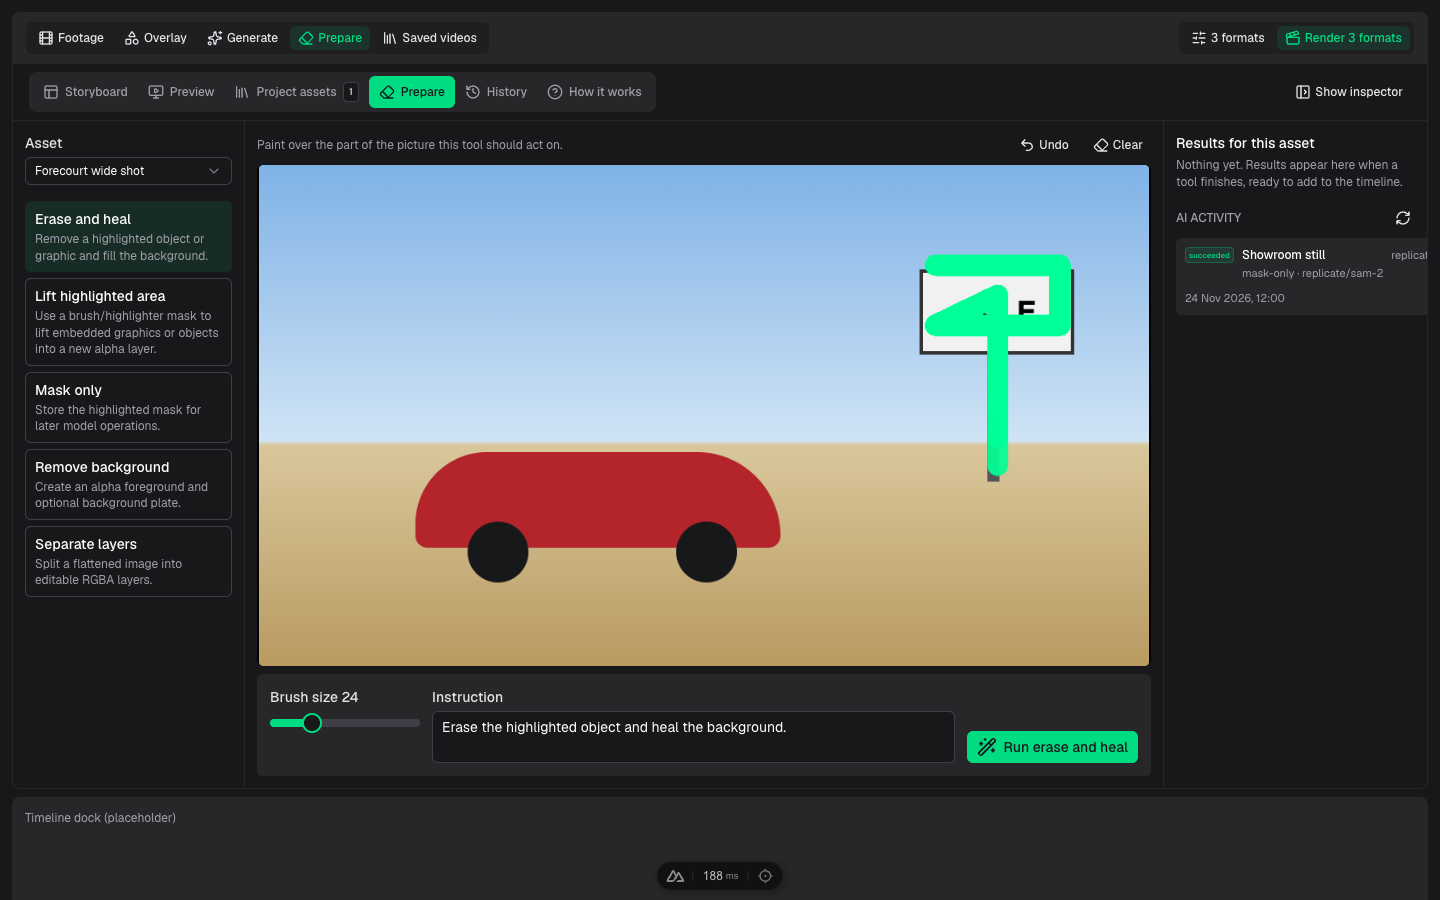 Footage
Overlay
Generate
Prepare
Saved videos
3 formats
Render 3 formats
Storyboard
Preview
Project assets 1
Prepare
History
How it works
Show inspector
Asset
Forecourt wide shot
Erase and heal
Remove a highlighted object or
graphic and fill the background.
Lift highlighted area
Use a brush/highlighter mask to
lift embedded graphics or objects
into a new alpha layer.
Mask only
Store the highlighted mask for
later model operations.
Remove background
Create an alpha foreground and
optional background plate.
Separate layers
Split a flattened image into
editable RGBA layers.
Paint over the part of the picture this tool should act on.
Undo
Clear
Brush size 24
Instruction
Erase the highlighted object and heal the background.
Run erase and heal
Results for this asset
Nothing yet. Results appear here when a
tool finishes, ready to add to the timeline.
AI ACTIVITY
succeeded
Showroom still
mask-only · replicate/sam-2
24 Nov 2026, 12:00
Timeline dock (placeholder)
188 ms